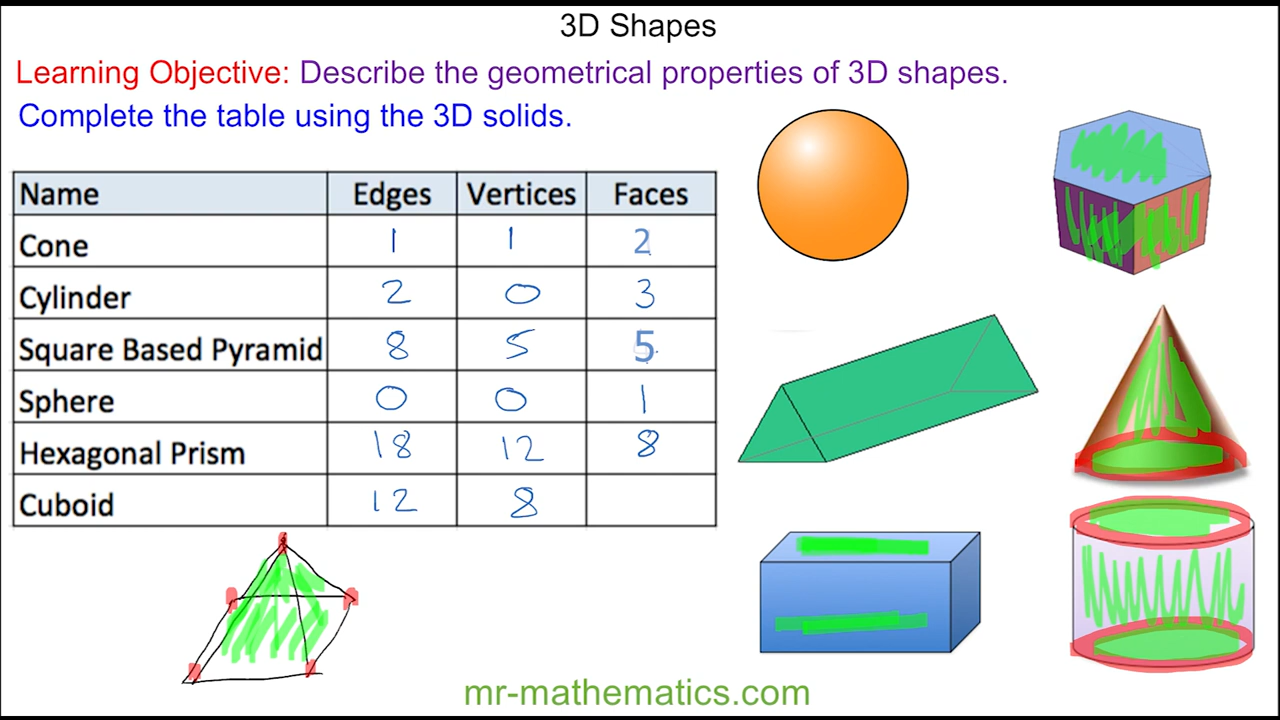 3D Shapes
Learning Objective: Describe the geometrical properties of 3D shapes.
Complete the table using the 3D solids.
Name Edges Vertices Faces
Cone 1 1 2
Cylinder 2 0 3
Square Based Pyramid 8 5 5
Sphere 0 0 1
Hexagonal Prism 18 12 8
Cuboid 12 8
mr-mathematics.com